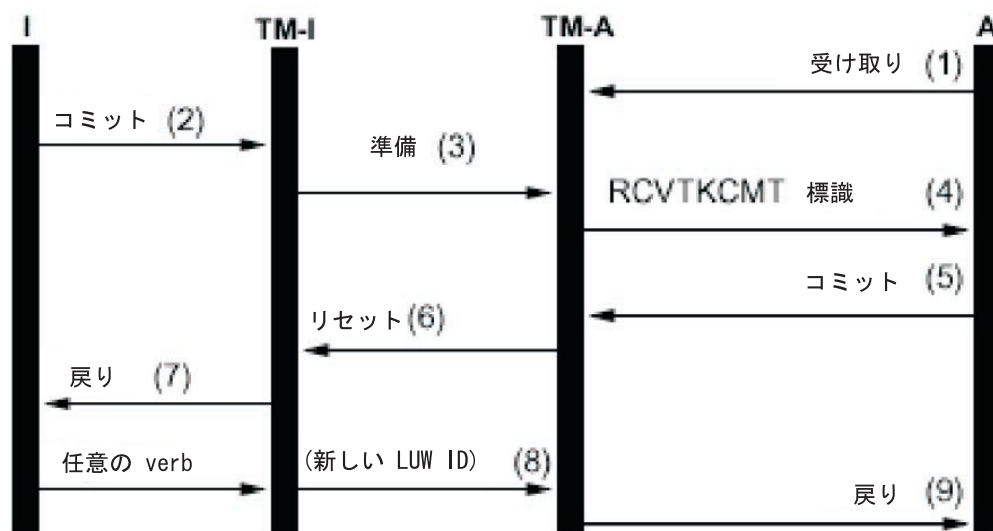 I TM-I TM-A A
受け取り (1)
コミット (2)
準備 (3)
RCVTKCMT 標識 (4)
コミット (5)
リセット(6)
戻り (7)
任意の verb (新しい LUW ID) (8)
戻り (9)